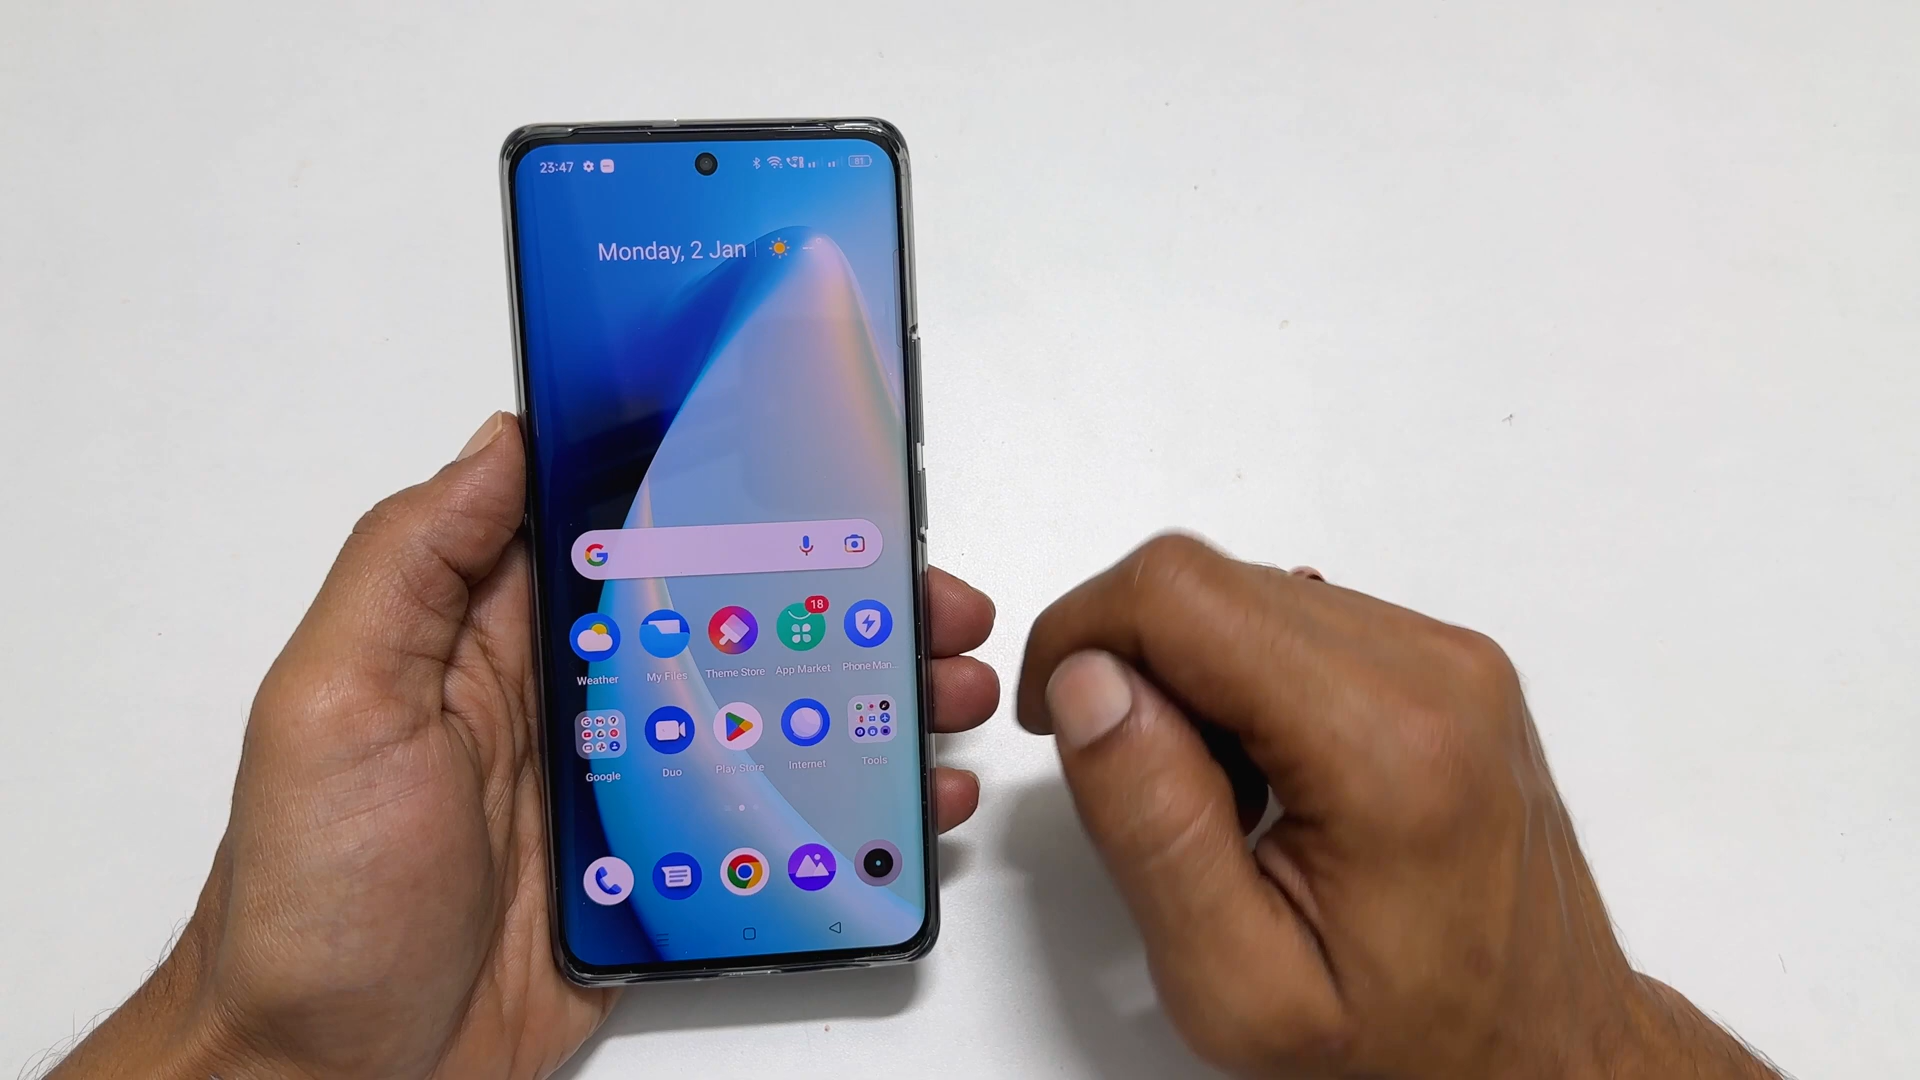 23:47
81
Monday, 2 Jan
18
Weather My Files Theme Store App Market Phone Man...
Google Duo Play Store Internet Tools